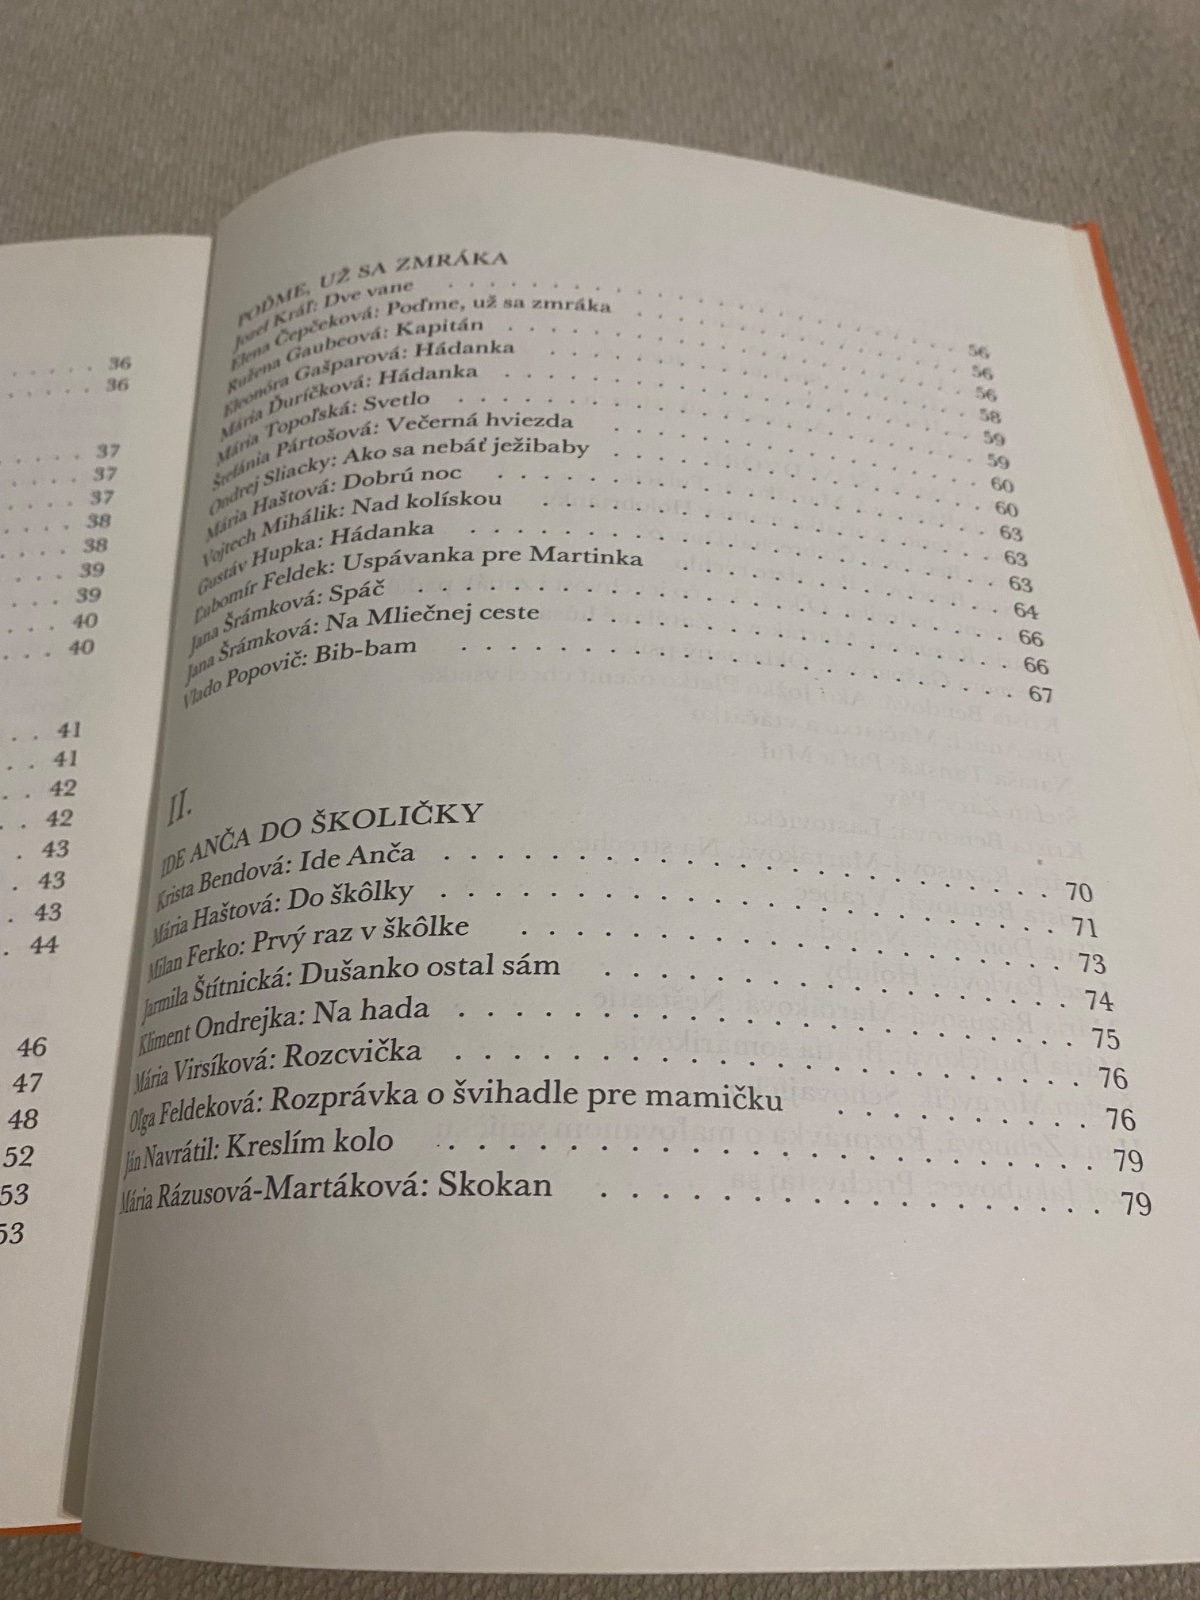 . . . . . 36
. . . . . 36
. . . . . 37
. . . . . 37
. . . . . 37
. . . . . 38
. . . . 38
. . . . 39
. . . . 39
. . . . 40
. . . 40
. . 41
. . 41
. . 42
. . 42
. 43
. 43
. 43
. 44
46
47
48
52
53
53
POĎME, UŽ SA ZMRÁKA
Jozef Kráľ: Dve vane . . . . . . . . . . . . . . . . 56
Elena Čepčeková: Poďme, už sa zmráka . . . . . . . . . . . . 56
Ružena Gaubeová: Kapitán . . . . . . . . . . . . . . . . 56
Eleonóra Gašparová: Hádanka . . . . . . . . . . . . . . . 58
Mária Ďuríčková: Hádanka . . . . . . . . . . . . . . . . 59
Mária Topoľská: Svetlo . . . . . . . . . . . . . . . . . 59
Štefánia Pártošová: Večerná hviezda . . . . . . . . . . . . . 60
Ondrej Sliacky: Ako sa nebáť ježibaby . . . . . . . . . . . . 60
Mária Haštová: Dobrú noc . . . . . . . . . . . . . . . . 63
Vojtech Mihálik: Nad kolískou . . . . . . . . . . . . . . . 63
Gustáv Hupka: Hádanka . . . . . . . . . . . . . . . . . 63
Ľubomír Feldek: Uspávanka pre Martinka . . . . . . . . . . . 64
Jana Šrámková: Spáč . . . . . . . . . . . . . . . . . . 66
Jana Šrámková: Na Mliečnej ceste . . . . . . . . . . . . . . 66
Vlado Popovič: Bib-bam . . . . . . . . . . . . . . . . . 67
II.
IDE ANČA DO ŠKOLIČKY
Krista Bendová: Ide Anča . . . . . . . . . . . . . . . . . 70
Mária Haštová: Do škôlky . . . . . . . . . . . . . . . . . 71
Milan Ferko: Prvý raz v škôlke . . . . . . . . . . . . . . . 73
Jarmila Štítnická: Dušanko ostal sám . . . . . . . . . . . . . 74
Kliment Ondrejka: Na hada . . . . . . . . . . . . . . . . 75
Mária Virsíková: Rozcvička . . . . . . . . . . . . . . . . 76
Oľga Feldeková: Rozprávka o švihadle pre mamičku . . . . . . . . 76
Ján Navrátil: Kreslím kolo . . . . . . . . . . . . . . . . . 79
Mária Rázusová-Martáková: Skokan . . . . . . . . . . . . . . 79